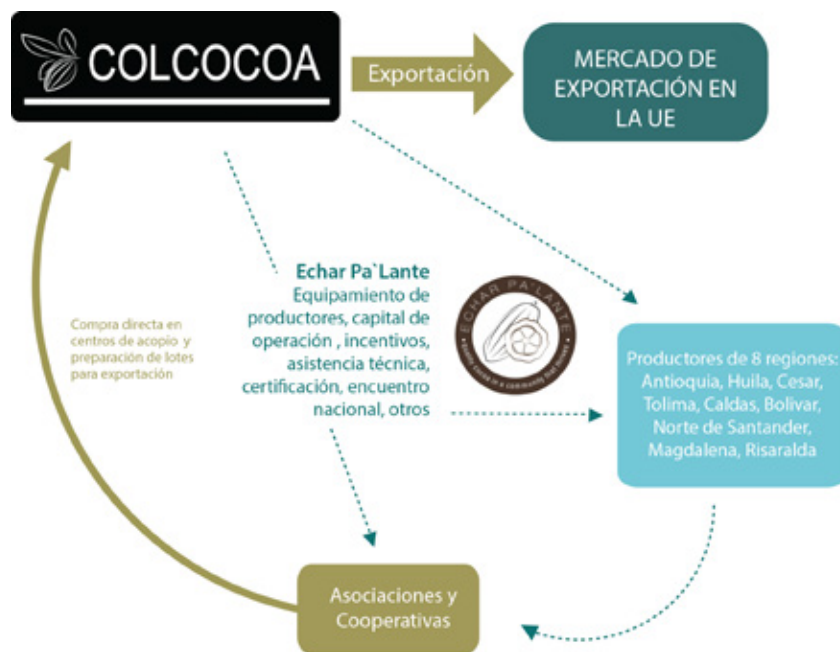 COLCOCOA
Exportación
MERCADO DE
EXPORTACIÓN EN
LA UE
Echar Pa`Lante
Equipamiento de
productores, capital de
operación , incentivos,
asistencia técnica,
certificación, encuentro
nacional, otros
ECHAR PA`LANTE
Compra directa en
centros de acopio y
preparación de lotes
para exportación
Productores de 8 regiones:
Antioquia, Huila, Cesar,
Tolima, Caldas, Bolivar,
Norte de Santander,
Magdalena, Risaralda
Asociaciones y
Cooperativas